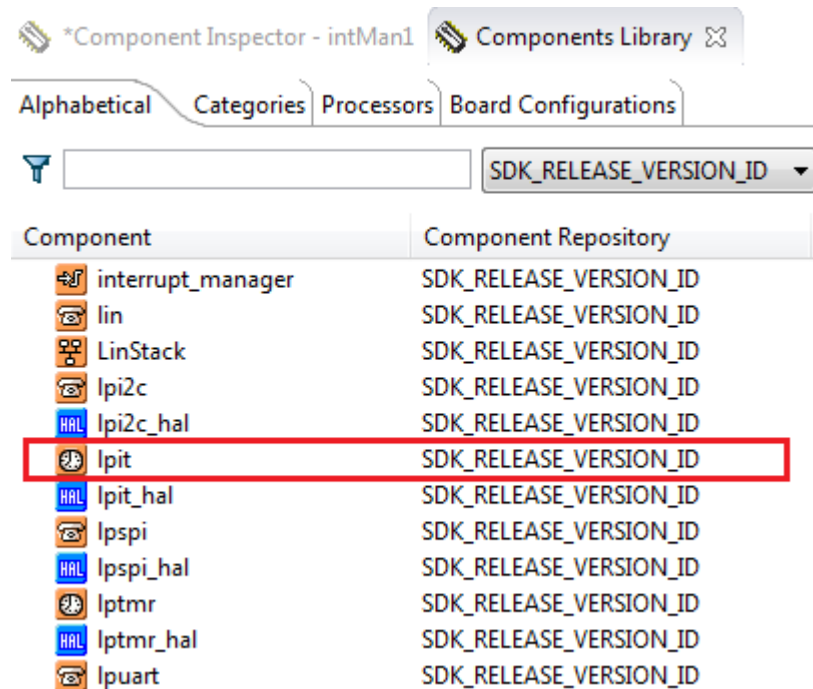 *Component Inspector - intMan1 Components Library
Alphabetical Categories Processors Board Configurations
SDK_RELEASE_VERSION_ID
Component Component Repository
interrupt_manager SDK_RELEASE_VERSION_ID
lin SDK_RELEASE_VERSION_ID
LinStack SDK_RELEASE_VERSION_ID
lpi2c SDK_RELEASE_VERSION_ID
HAL lpi2c_hal SDK_RELEASE_VERSION_ID
lpit SDK_RELEASE_VERSION_ID
HAL lpit_hal SDK_RELEASE_VERSION_ID
lpspi SDK_RELEASE_VERSION_ID
HAL lpspi_hal SDK_RELEASE_VERSION_ID
lptmr SDK_RELEASE_VERSION_ID
HAL lptmr_hal SDK_RELEASE_VERSION_ID
lpuart SDK_RELEASE_VERSION_ID